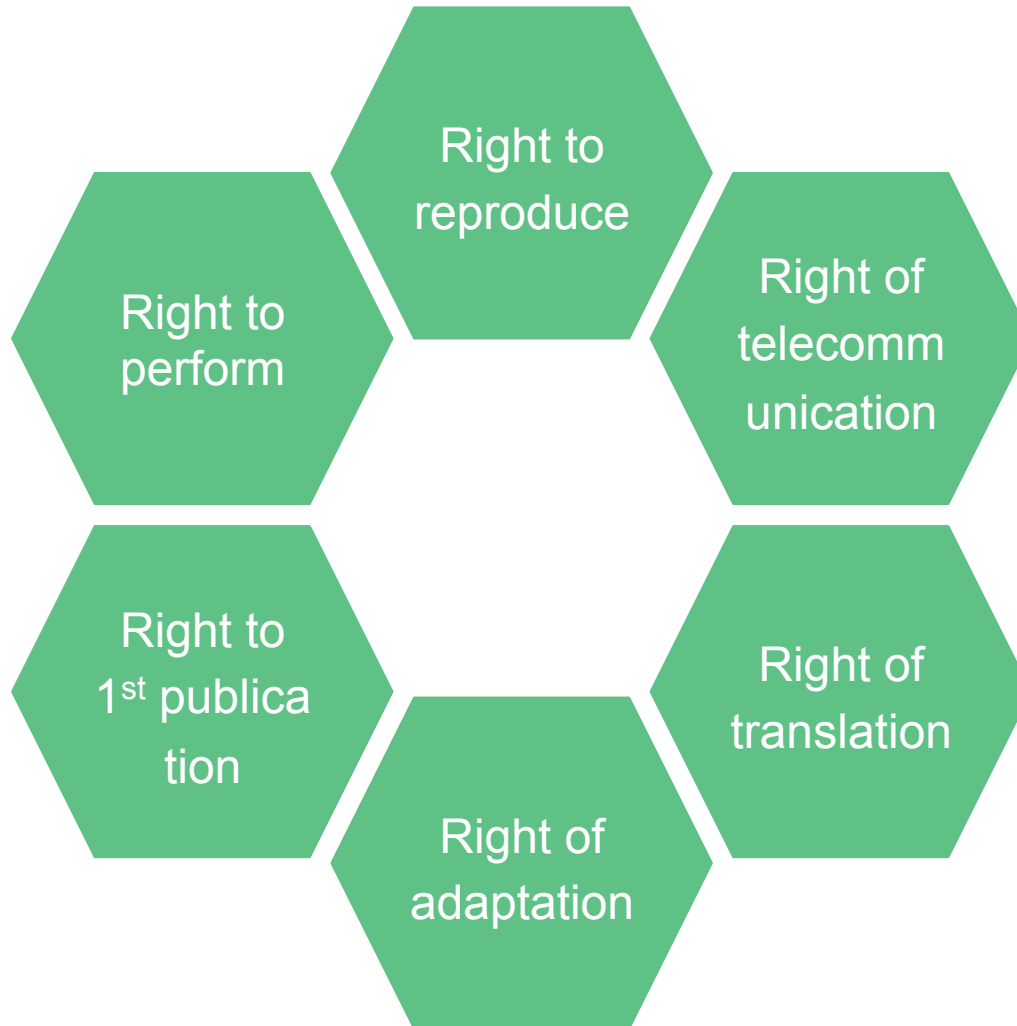 Right to
reproduce
Right of
telecomm
unication
Right of
translation
Right of
adaptation
Right to
1st publica
tion
Right to
perform